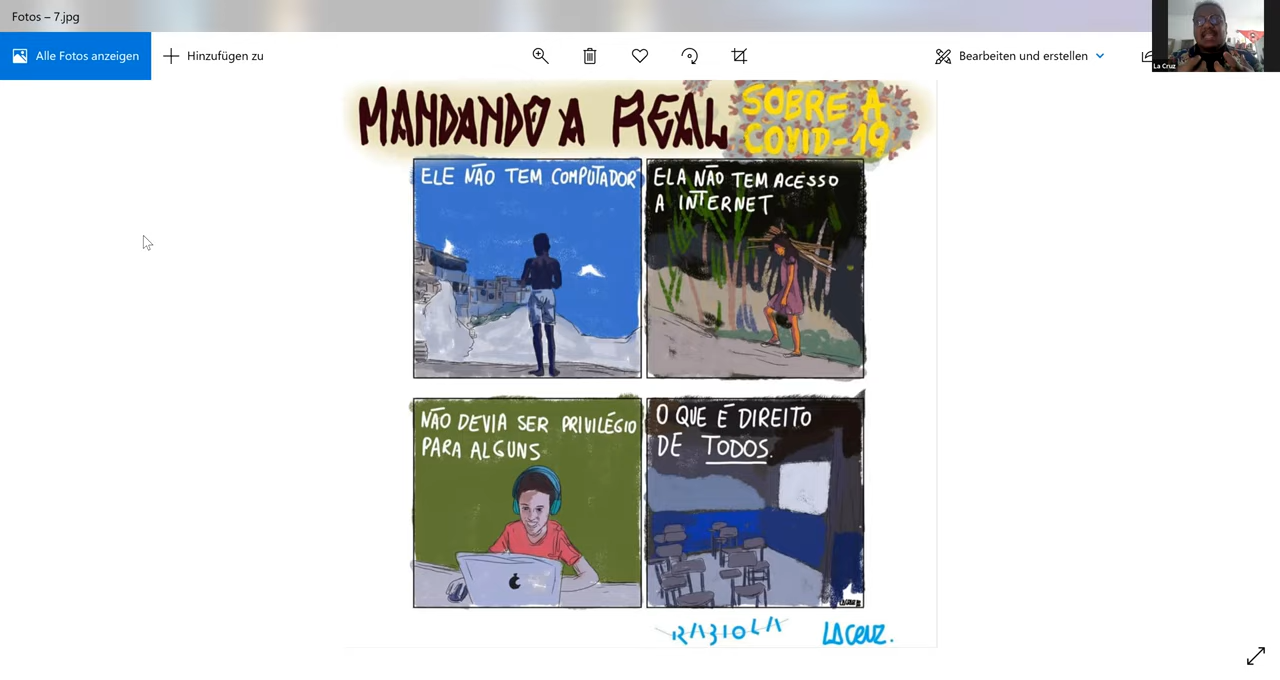 Fotos – 7.jpg
Alle Fotos anzeigen
Hinzufügen zu
Bearbeiten und erstellen
La Cruz
MANDANDO A REAL
SOBRE A
COVID-19
ELE NÃO TEM COMPUTADOR
ELA NÃO TEM ACESSO
A INTERNET
NÃO DEVIA SER PRIVILÉGIO
PARA ALGUNS
O QUE É DIREITO
DE TODOS.
LACRUZ
RABIOLA
LACRUZ.